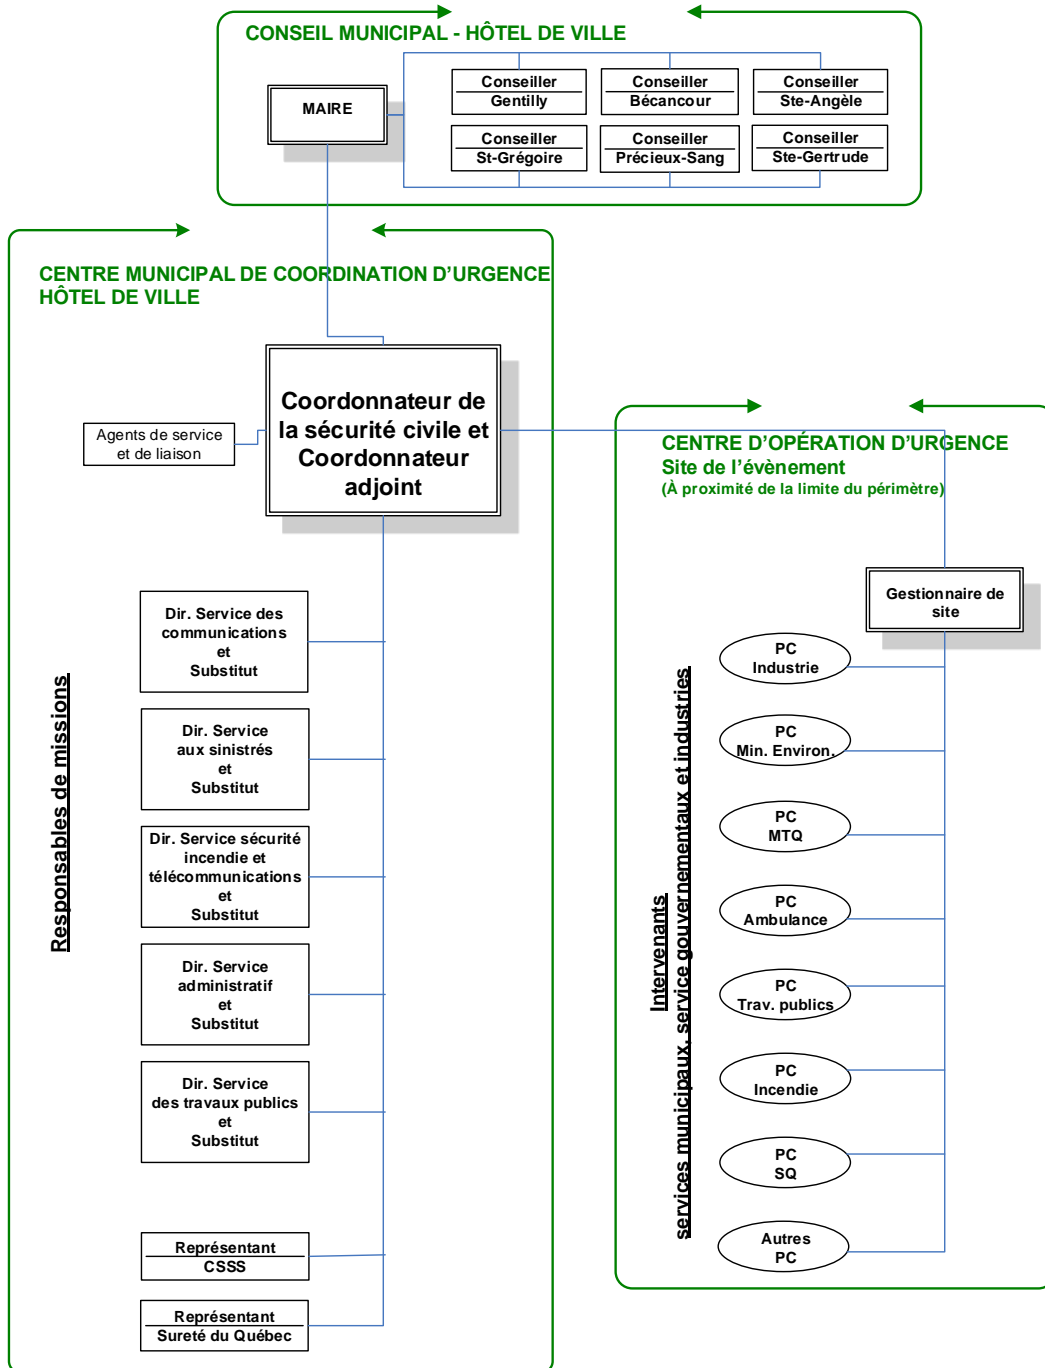 CONSEIL MUNICIPAL - HÔTEL DE VILLE
MAIRE
Conseiller
Gentilly
Conseiller
Bécancour
Conseiller
Ste-Angèle
Conseiller
St-Grégoire
Conseiller
Précieux-Sang
Conseiller
Ste-Gertrude
CENTRE MUNICIPAL DE COORDINATION D'URGENCE
HÔTEL DE VILLE
Coordonnateur de
la sécurité civile et
Coordonnateur
adjoint
Agents de service
et de liaison
Responsables de missions
Dir. Service des
communications
et
Substitut
Dir. Service
aux sinistrés
et
Substitut
Dir. Service sécurité
incendie et
télécommunications
et
Substitut
Dir. Service
administratif
et
Substitut
Dir. Service
des travaux publics
et
Substitut
Représentant
CSSS
Représentant
Sureté du Québec
CENTRE D'OPÉRATION D'URGENCE
Site de l'évènement
(À proximité de la limite du périmètre)
Gestionnaire de
site
Intervenants
services municipaux, service gouvernementaux et industries
PC
Industrie
PC
Min. Environ.
PC
MTQ
PC
Ambulance
PC
Trav. publics
PC
Incendie
PC
SQ
Autres
PC